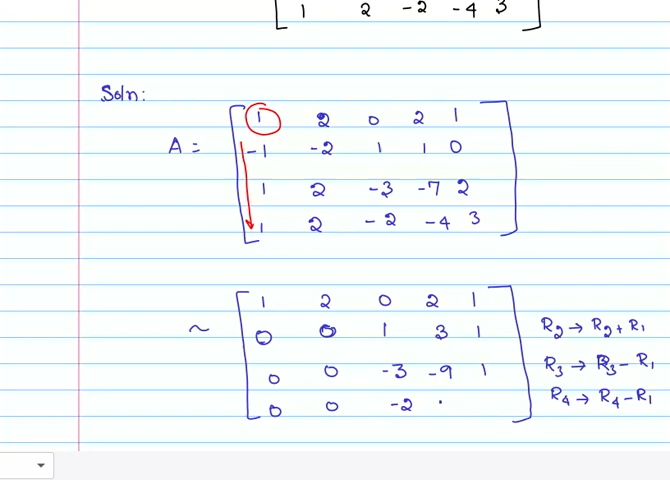 1 2 -2 -4 3
Soln:
1 2 0 2 1
A = -1 -2 1 1 0
1 2 -3 -7 2
1 2 -2 -4 3
1 2 0 2 1
~ 0 0 1 3 1 R2 → R2 + R1
0 0 -3 -9 1 R3 → R3 - R1
0 0 -2 R4 → R4 - R1